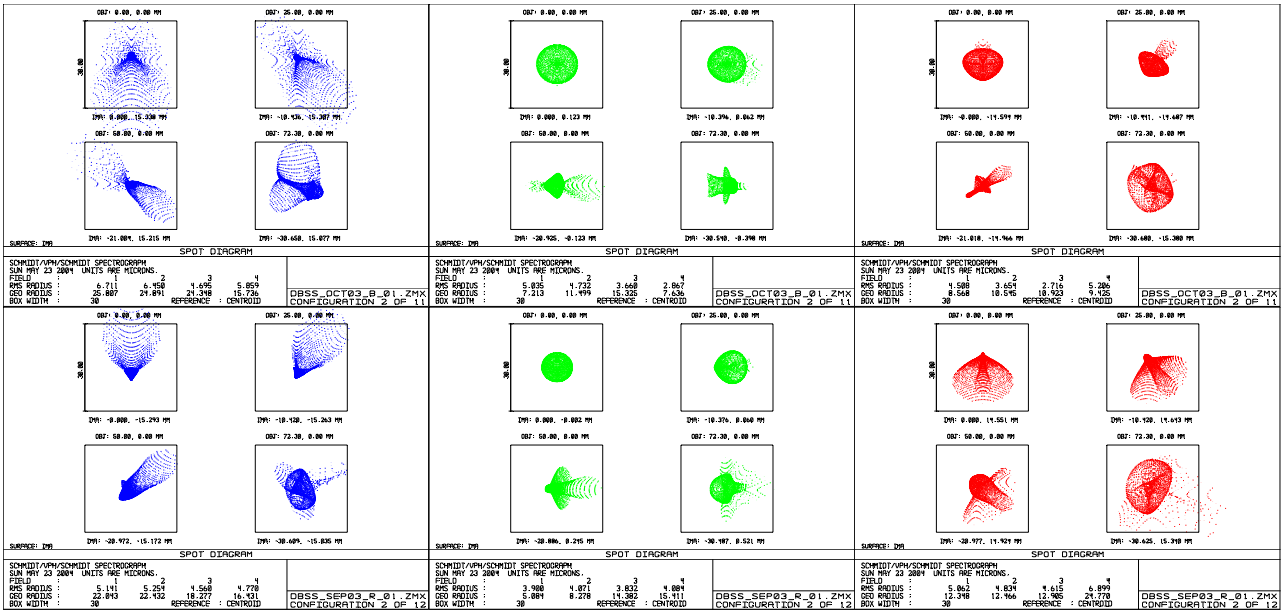 OBJ: 0.00, 0.00 MM OBJ: 25.00, 0.00 MM
30.00
IMA: 0.000, 15.338 MM IMA: -10.436, 15.307 MM
OBJ: 50.00, 0.00 MM OBJ: 72.30, 0.00 MM
IMA: -21.084, 15.215 MM IMA: -30.658, 15.077 MM
SURFACE: IMA
SPOT DIAGRAM
SCHMIDT/VPH/SCHMIDT SPECTROGRAPH
SUN MAY 23 2004 UNITS ARE MICRONS.
FIELD : 1 2 3 4
RMS RADIUS : 6.711 6.450 4.695 5.859
GEO RADIUS : 25.807 24.891 21.348 15.736
BOX WIDTH : 30 REFERENCE : CENTROID
DBSS_OCT03_B_01.ZMX
CONFIGURATION 2 OF 11
OBJ: 0.00, 0.00 MM OBJ: 25.00, 0.00 MM
30.00
IMA: 0.000, 0.123 MM IMA: -10.396, 0.062 MM
OBJ: 50.00, 0.00 MM OBJ: 72.30, 0.00 MM
IMA: -20.925, -0.123 MM IMA: -30.540, -0.398 MM
SURFACE: IMA
SPOT DIAGRAM
SCHMIDT/VPH/SCHMIDT SPECTROGRAPH
SUN MAY 23 2004 UNITS ARE MICRONS.
FIELD : 1 2 3 4
RMS RADIUS : 5.035 4.732 3.660 2.867
GEO RADIUS : 7.213 11.499 15.325 7.636
BOX WIDTH : 30 REFERENCE : CENTROID
DBSS_OCT03_B_01.ZMX
CONFIGURATION 2 OF 11
OBJ: 0.00, 0.00 MM OBJ: 25.00, 0.00 MM
30.00
IMA: -0.000, -14.594 MM IMA: -10.441, -14.687 MM
OBJ: 50.00, 0.00 MM OBJ: 72.30, 0.00 MM
IMA: -21.018, -14.966 MM IMA: -30.680, -15.380 MM
SURFACE: IMA
SPOT DIAGRAM
SCHMIDT/VPH/SCHMIDT SPECTROGRAPH
SUN MAY 23 2004 UNITS ARE MICRONS.
FIELD : 1 2 3 4
RMS RADIUS : 4.508 3.654 2.716 5.206
GEO RADIUS : 8.568 10.545 10.923 9.425
BOX WIDTH : 30 REFERENCE : CENTROID
DBSS_OCT03_B_01.ZMX
CONFIGURATION 2 OF 11
OBJ: 0.00, 0.00 MM OBJ: 25.00, 0.00 MM
30.00
IMA: -0.000, -15.293 MM IMA: -10.420, -15.263 MM
OBJ: 50.00, 0.00 MM OBJ: 72.30, 0.00 MM
IMA: -20.972, -15.172 MM IMA: -30.609, -15.035 MM
SURFACE: IMA
SPOT DIAGRAM
SCHMIDT/VPH/SCHMIDT SPECTROGRAPH
SUN MAY 23 2004 UNITS ARE MICRONS.
FIELD : 1 2 3 4
RMS RADIUS : 5.141 5.254 4.560 4.770
GEO RADIUS : 22.043 22.432 18.277 16.431
BOX WIDTH : 30 REFERENCE : CENTROID
DBSS_SEP03_R_01.ZMX
CONFIGURATION 2 OF 12
OBJ: 0.00, 0.00 MM OBJ: 25.00, 0.00 MM
30.00
IMA: 0.000, -0.002 MM IMA: -10.376, 0.060 MM
OBJ: 50.00, 0.00 MM OBJ: 72.30, 0.00 MM
IMA: -20.886, 0.245 MM IMA: -30.487, 0.521 MM
SURFACE: IMA
SPOT DIAGRAM
SCHMIDT/VPH/SCHMIDT SPECTROGRAPH
SUN MAY 23 2004 UNITS ARE MICRONS.
FIELD : 1 2 3 4
RMS RADIUS : 3.900 4.071 3.832 4.084
GEO RADIUS : 5.084 8.278 14.382 15.411
BOX WIDTH : 30 REFERENCE : CENTROID
DBSS_SEP03_R_01.ZMX
CONFIGURATION 2 OF 12
OBJ: 0.00, 0.00 MM OBJ: 25.00, 0.00 MM
30.00
IMA: 0.000, 14.551 MM IMA: -10.420, 14.643 MM
OBJ: 50.00, 0.00 MM OBJ: 72.30, 0.00 MM
IMA: -20.977, 14.924 MM IMA: -30.625, 15.340 MM
SURFACE: IMA
SPOT DIAGRAM
SCHMIDT/VPH/SCHMIDT SPECTROGRAPH
SUN MAY 23 2004 UNITS ARE MICRONS.
FIELD : 1 2 3 4
RMS RADIUS : 5.062 4.834 4.615 6.899
GEO RADIUS : 12.348 12.466 12.905 24.770
BOX WIDTH : 30 REFERENCE : CENTROID
DBSS_SEP03_R_01.ZMX
CONFIGURATION 2 OF 12